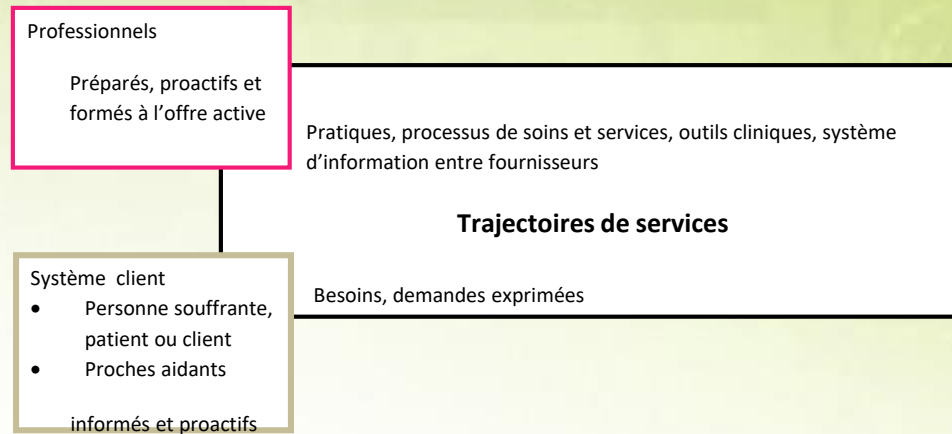 Professionnels
Préparés, proactifs et
formés à l’offre active
Pratiques, processus de soins et services, outils cliniques, système
d’information entre fournisseurs
Trajectoires de services
Besoins, demandes exprimées
Système client
• Personne souffrante,
patient ou client
• Proches aidants
informés et proactifs